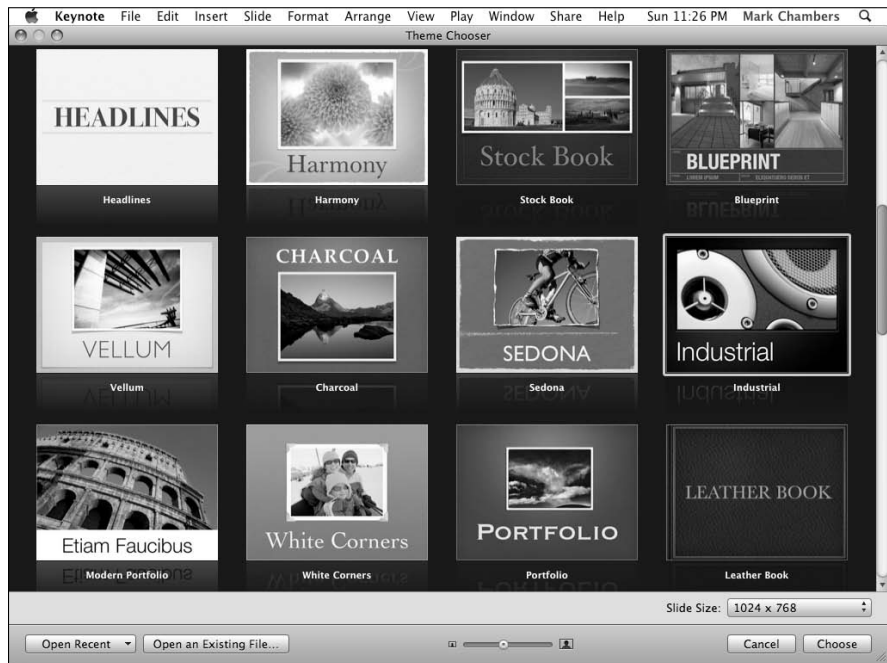 Keynote File Edit Insert Slide Format Arrange View Play Window Share Help Sun 11:26 PM Mark Chambers
Theme Chooser
HEADLINES
Harmony
Stock Book
BLUEPRINT
LOREM IPSUM
Headlines Harmony Stock Book Blueprint
VELLUM
CHARCOAL
SEDONA
Industrial
Vellum Charcoal Sedona Industrial
Etiam Faucibus
White Corners
PORTFOLIO
LEATHER BOOK
Modern Portfolio White Corners Portfolio Leather Book
Slide Size: 1024 x 768
Open Recent Open an Existing File... Cancel Choose